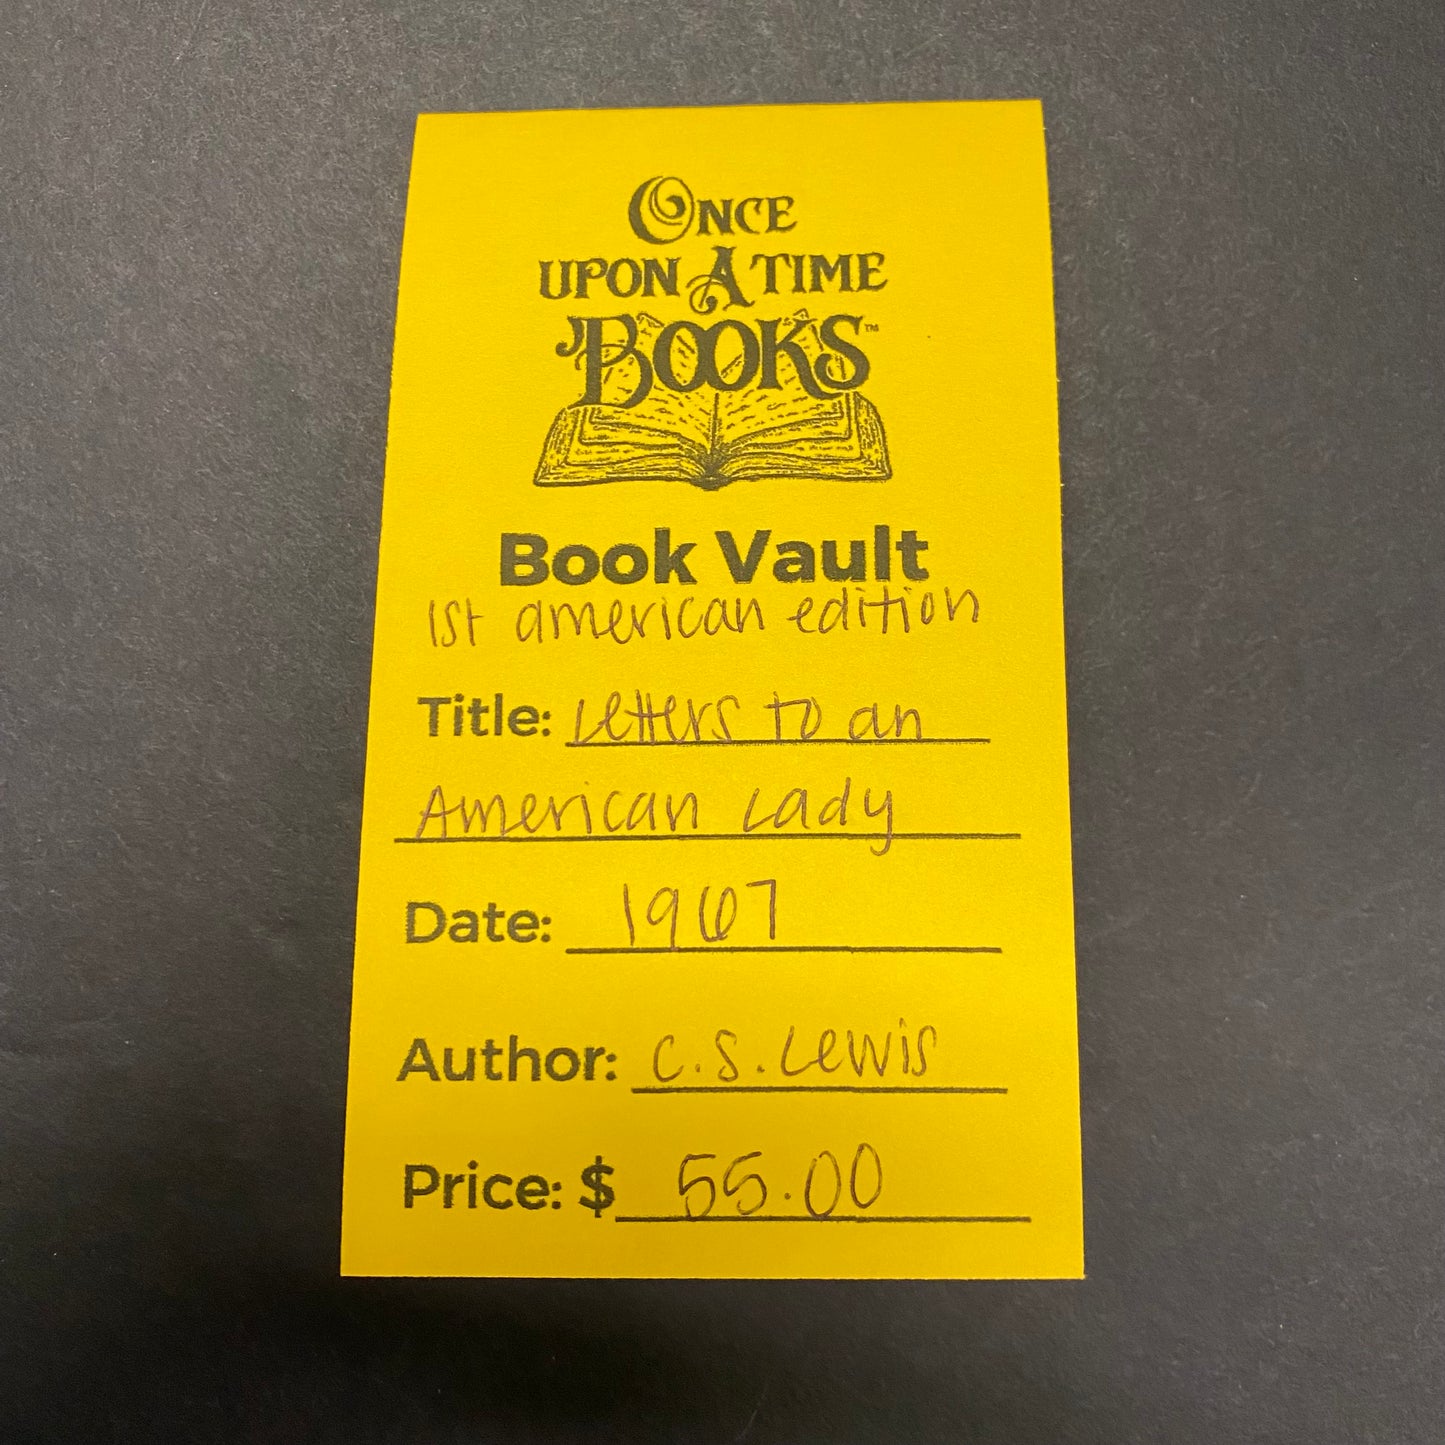 ONCE
UPON A TIME
BOOKS™
Book Vault
1st american edition
Title: Letters to an
American Lady
Date: 1967
Author: C.S. Lewis
Price: $ 55.00